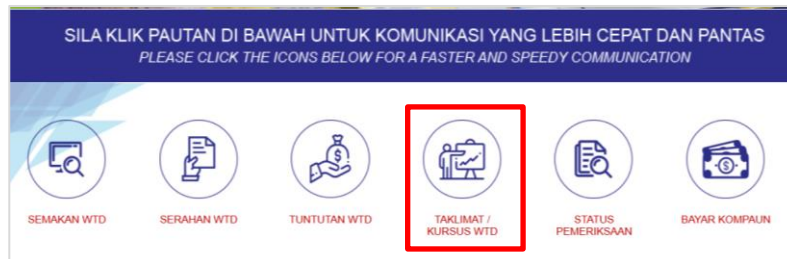 SILA KLIK PAUTAN DI BAWAH UNTUK KOMUNIKASI YANG LEBIH CEPAT DAN PANTAS
PLEASE CLICK THE ICONS BELOW FOR A FASTER AND SPEEDY COMMUNICATION
SEMAKAN WTD
SERAHAN WTD
TUNTUTAN WTD
TAKLIMAT /
KURSUS WTD
STATUS
PEMERIKSAAN
BAYAR KOMPAUN